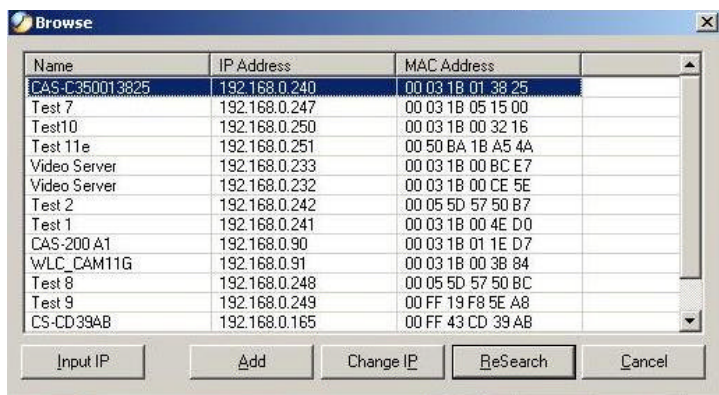 Browse
Name IP Address MAC Address
CAS-C350013825 192.168.0.240 00 03 1B 01 38 25
Test 7 192.168.0.247 00 03 1B 05 15 00
Test10 192.168.0.250 00 03 1B 00 32 16
Test 11e 192.168.0.251 00 50 BA 1B A5 4A
Video Server 192.168.0.233 00 03 1B 00 BC E7
Video Server 192.168.0.232 00 03 1B 00 CE 5E
Test 2 192.168.0.242 00 05 5D 57 50 B7
Test 1 192.168.0.241 00 03 1B 00 4E D0
CAS-200 A1 192.168.0.90 00 03 1B 01 1E D7
WLC_CAM11G 192.168.0.91 00 03 1B 00 3B 84
Test 8 192.168.0.248 00 05 5D 57 50 BC
Test 9 192.168.0.249 00 FF 19 F8 5E A8
CS-CD39AB 192.168.0.165 00 FF 43 CD 39 AB
Input IP Add Change IP ReSearch Cancel